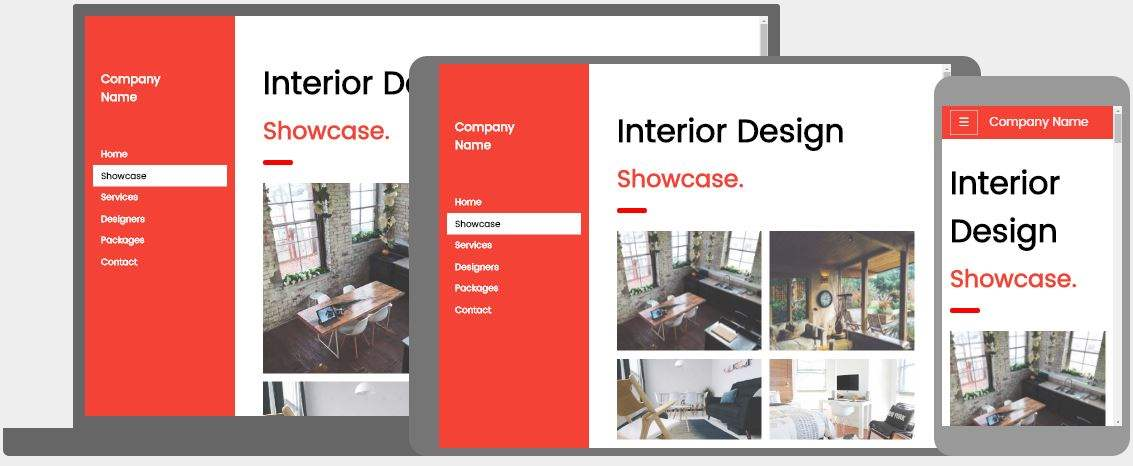 Company
Name
Home
Showcase
Services
Designers
Packages
Contact
Interior De
Showcase.
Company
Name
Home
Showcase
Services
Designers
Packages
Contact
Interior Design
Showcase.
☰ Company Name
Interior
Design
Showcase.